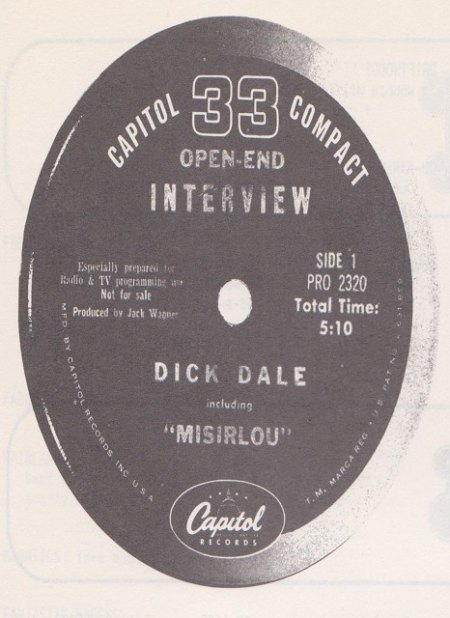 CAPITOL 33 COMPACT
OPEN-END
INTERVIEW
Especially prepared for
Radio & TV programming use
Not for sale
Produced by Jack Wagner
SIDE 1
PRO 2320
Total Time:
5:10
DICK DALE
including
"MISIRLOU"
MFD. BY CAPITOL RECORDS INC. U.S.A.
T.M. MARCA REG. • U.S. PAT. NO.
Capitol
RECORDS